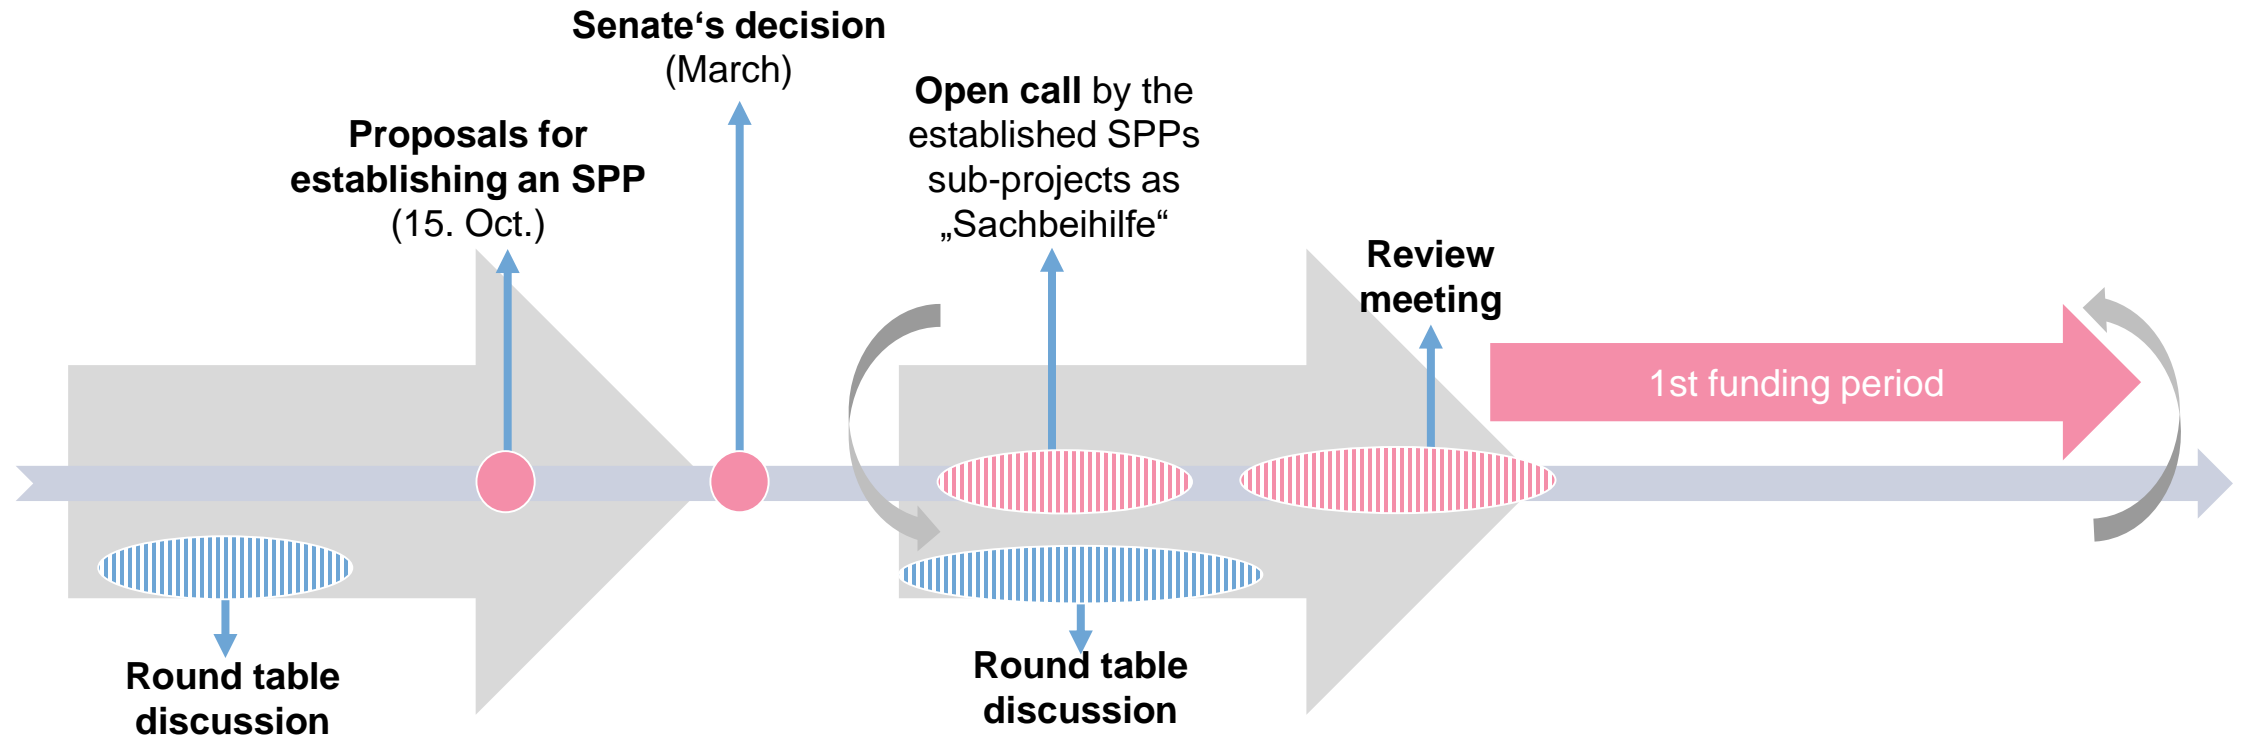 Senate‘s decision
(March)
Proposals for
establishing an SPP
(15. Oct.)
Open call by the
established SPPs
sub-projects as
„Sachbeihilfe“
Review
meeting
1st funding period
Round table
discussion
Round table
discussion